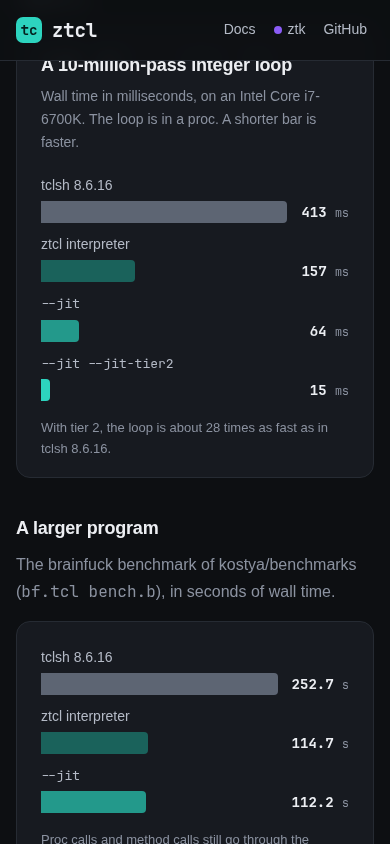 tc ztcl Docs ztk GitHub
A 10-million-pass integer loop
Wall time in milliseconds, on an Intel Core i7-
6700K. The loop is in a proc. A shorter bar is
faster.
tclsh 8.6.16
413 ms
ztcl interpreter
157 ms
--jit
64 ms
--jit --jit-tier2
15 ms
With tier 2, the loop is about 28 times as fast as in
tclsh 8.6.16.
A larger program
The brainfuck benchmark of kostya/benchmarks
(bf.tcl bench.b), in seconds of wall time.
tclsh 8.6.16
252.7 s
ztcl interpreter
114.7 s
--jit
112.2 s
Proc calls and method calls still go through the